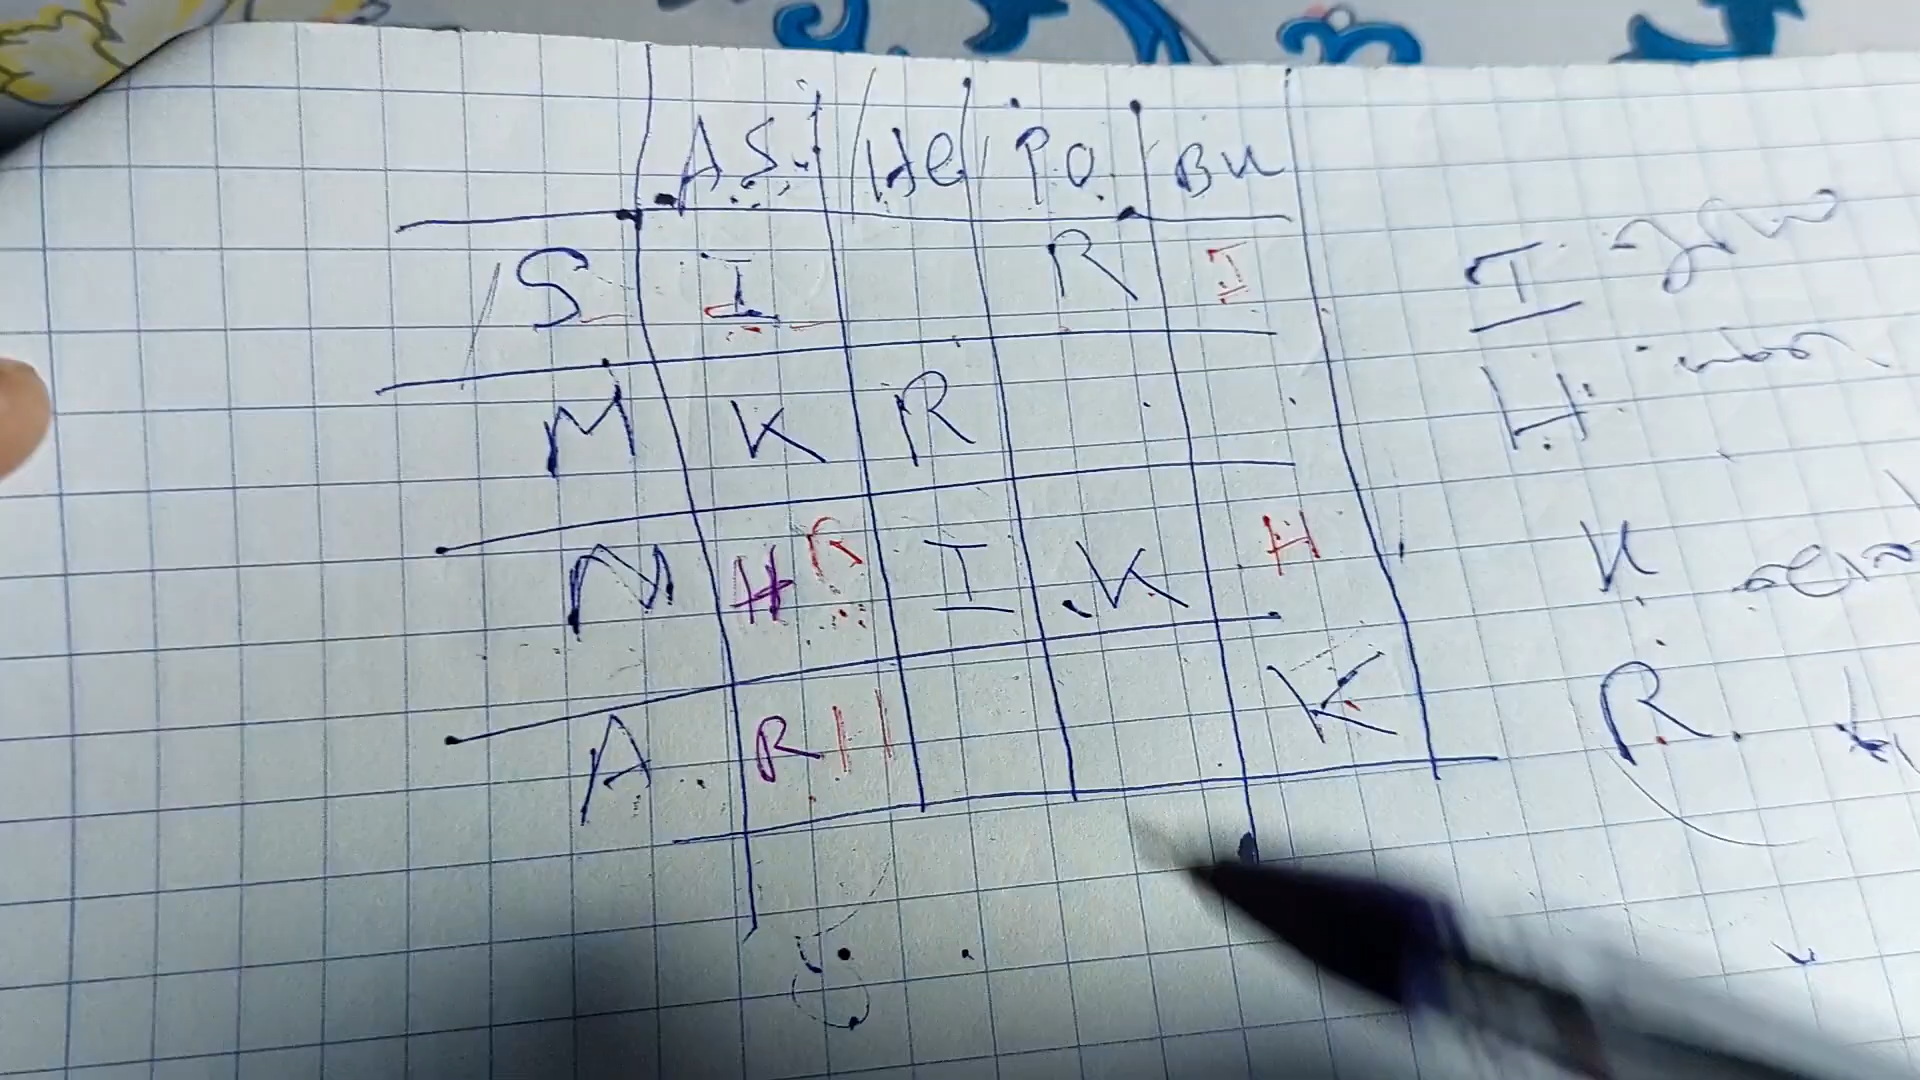 AS He Po Bu
S I R I
M K R
N H R I K H
A R H K
I
H
K
R